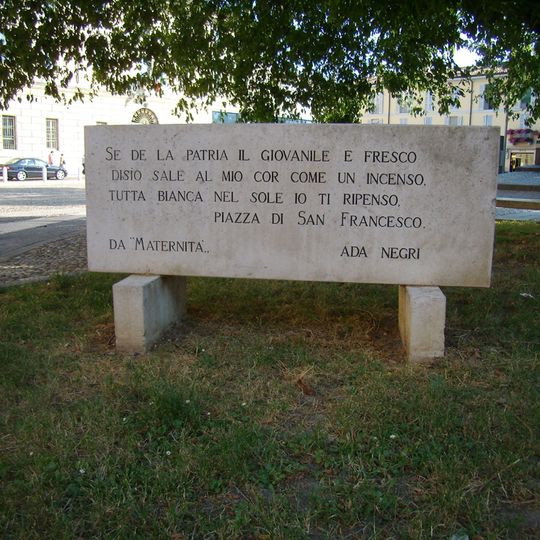 SE DE LA PATRIA IL GIOVANILE E FRESCO
DISIO SALE AL MIO COR COME UN INCENSO,
TUTTA BIANCA NEL SOLE IO TI RIPENSO,
PIAZZA DI SAN FRANCESCO.
DA "MATERNITÀ„ ADA NEGRI